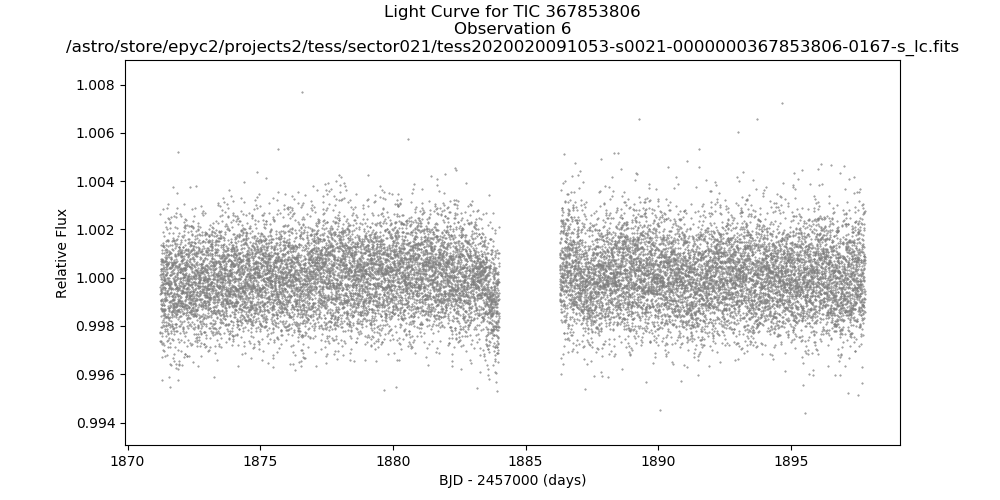 Light Curve for TIC 367853806
Observation 6
/astro/store/epyc2/projects2/tess/sector021/tess2020020091053-s0021-0000000367853806-0167-s_lc.fits
1.008
1.006
1.004
1.002
1.000
0.998
0.996
0.994
Relative Flux
1870 1875 1880 1885 1890 1895
BJD - 2457000 (days)